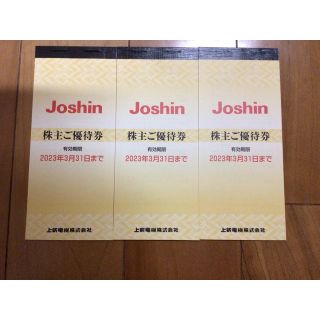 Joshin
株主ご優待券
有効期限
2023年3月31日まで
上新電機株式会社
Joshin
株主ご優待券
有効期限
2023年3月31日まで
上新電機株式会社
Joshin
株主ご優待券
有効期限
2023年3月31日まで
上新電機株式会社